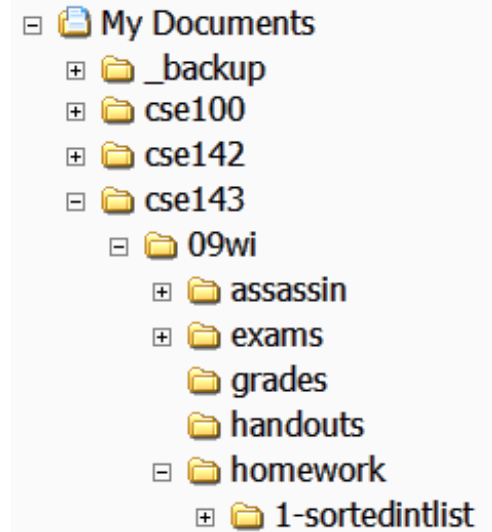 My Documents
_backup
cse100
cse142
cse143
09wi
assassin
exams
grades
handouts
homework
1-sortedintlist